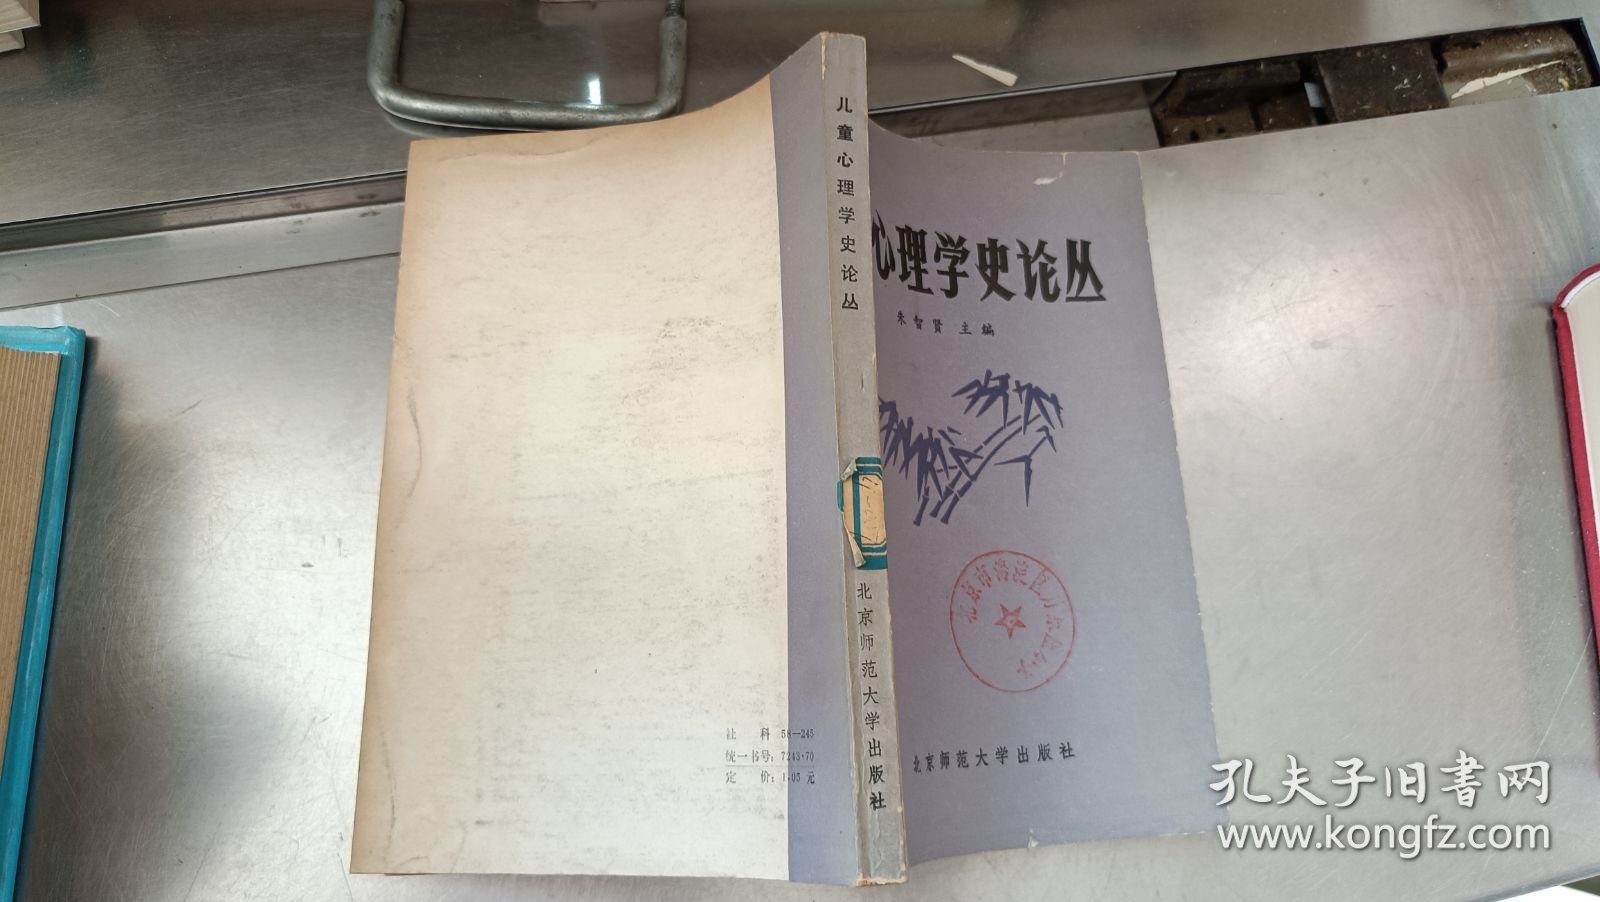 儿童心理学史论丛
北京师范大学出版社
心理学史论丛
朱智贤 主编
北京师范大学出版社
社 科 58—245
统一书号：7243·70
定 价：1.05 元
孔夫子旧书网
www.kongfz.com